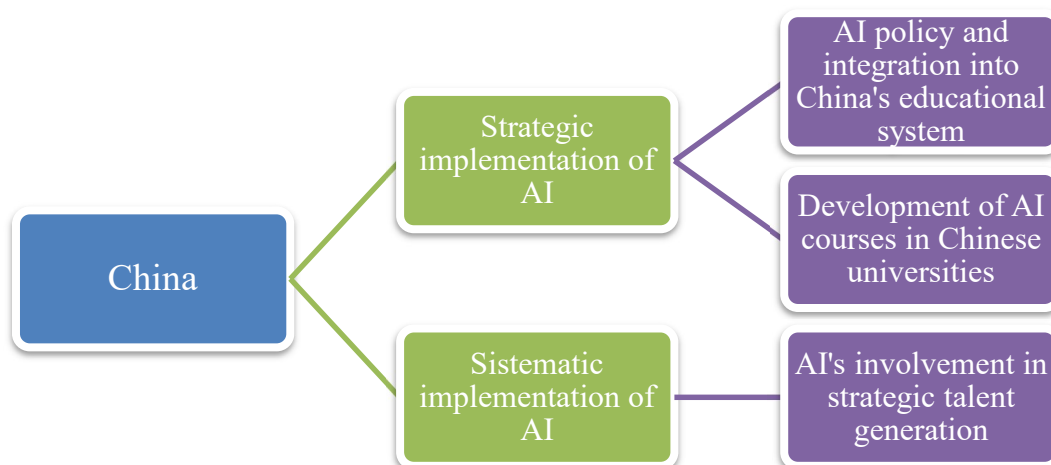 China
Strategic
implementation of
AI
AI policy and
integration into
China's educational
system
Development of AI
courses in Chinese
universities
Sistematic
implementation of
AI
AI's involvement in
strategic talent
generation